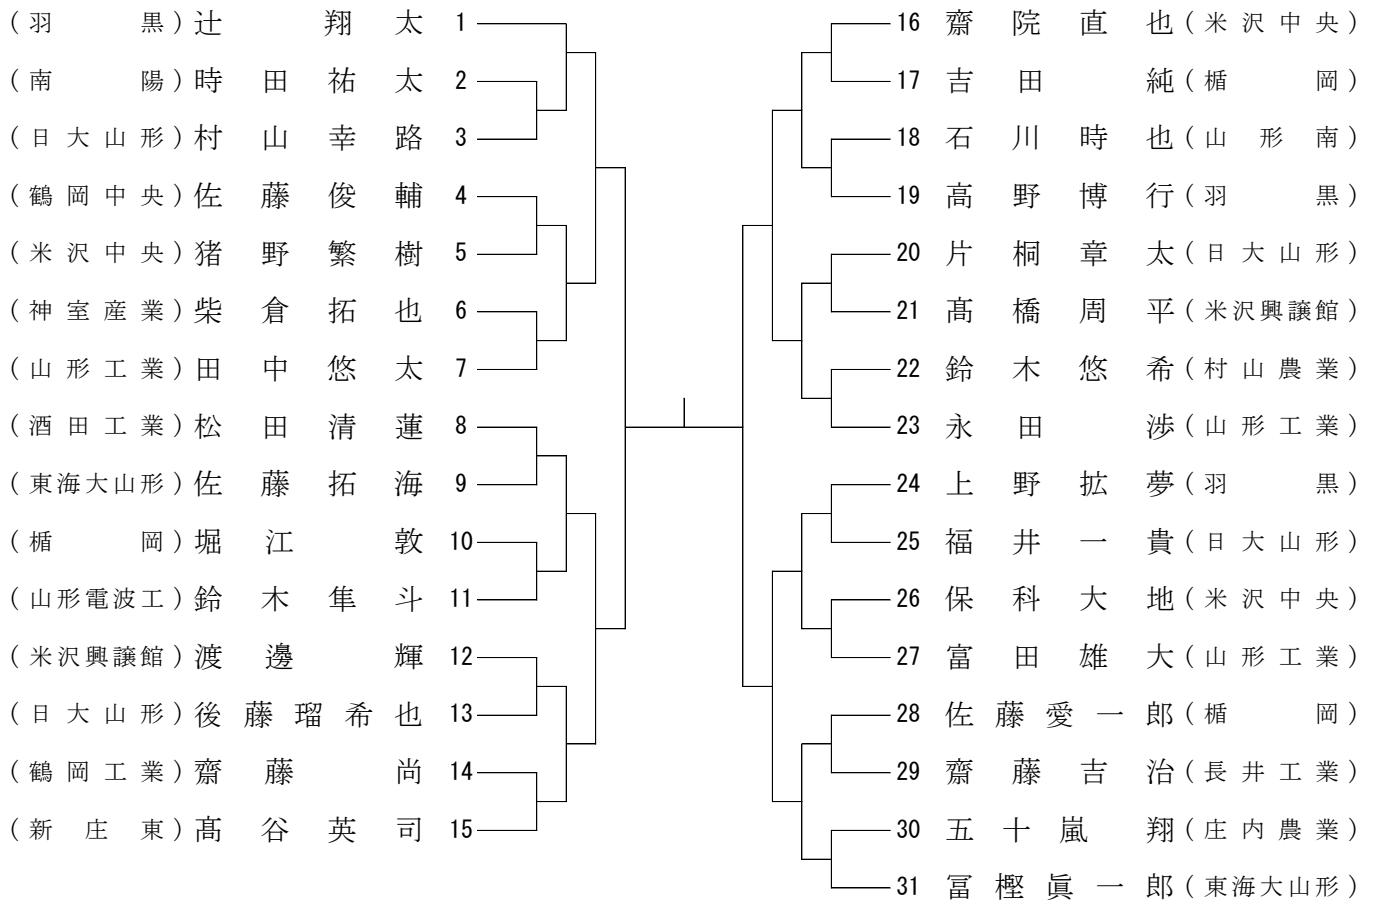 (羽黒)辻翔太 1
(南陽)時田祐太 2
(日大山形)村山幸路 3
(鶴岡中央)佐藤俊輔 4
(米沢中央)猪野繁樹 5
(神室産業)柴倉拓也 6
(山形工業)田中悠太 7
(酒田工業)松田清蓮 8
(東海大山形)佐藤拓海 9
(楯岡)堀江敦 10
(山形電波工)鈴木隼斗 11
(米沢興譲館)渡邊輝 12
(日大山形)後藤瑠希也 13
(鶴岡工業)齋藤尚 14
(新庄東)髙谷英司 15
16 齋院直也(米沢中央)
17 吉田純(楯岡)
18 石川時也(山形南)
19 高野博行(羽黒)
20 片桐章太(日大山形)
21 髙橋周平(米沢興譲館)
22 鈴木悠希(村山農業)
23 永田渉(山形工業)
24 上野拡夢(羽黒)
25 福井一貴(日大山形)
26 保科大地(米沢中央)
27 富田雄大(山形工業)
28 佐藤愛一郎(楯岡)
29 齋藤吉治(長井工業)
30 五十嵐翔(庄内農業)
31 冨樫眞一郎(東海大山形)